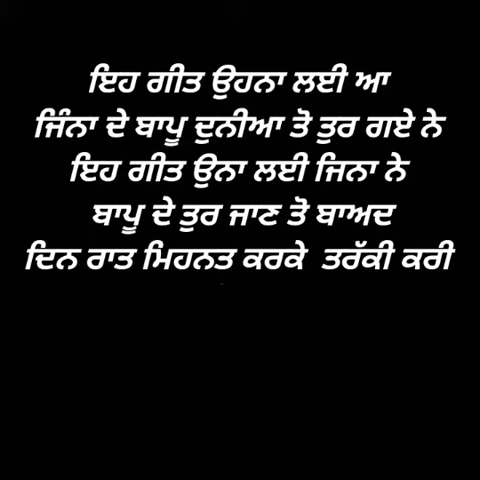 ਇਹ ਗੀਤ ਉਹਨਾ ਲਈ ਆ
ਜਿੰਨਾ ਦੇ ਬਾਪੂ ਦੁਨੀਆ ਤੋ ਤੁਰ ਗਏ ਨੇ
ਇਹ ਗੀਤ ਉਨਾ ਲਈ ਜਿਨਾ ਨੇ
ਬਾਪੂ ਦੇ ਤੁਰ ਜਾਣ ਤੋ ਬਾਅਦ
ਦਿਨ ਰਾਤ ਮਿਹਨਤ ਕਰਕੇ ਤਰੱਕੀ ਕਰੀ